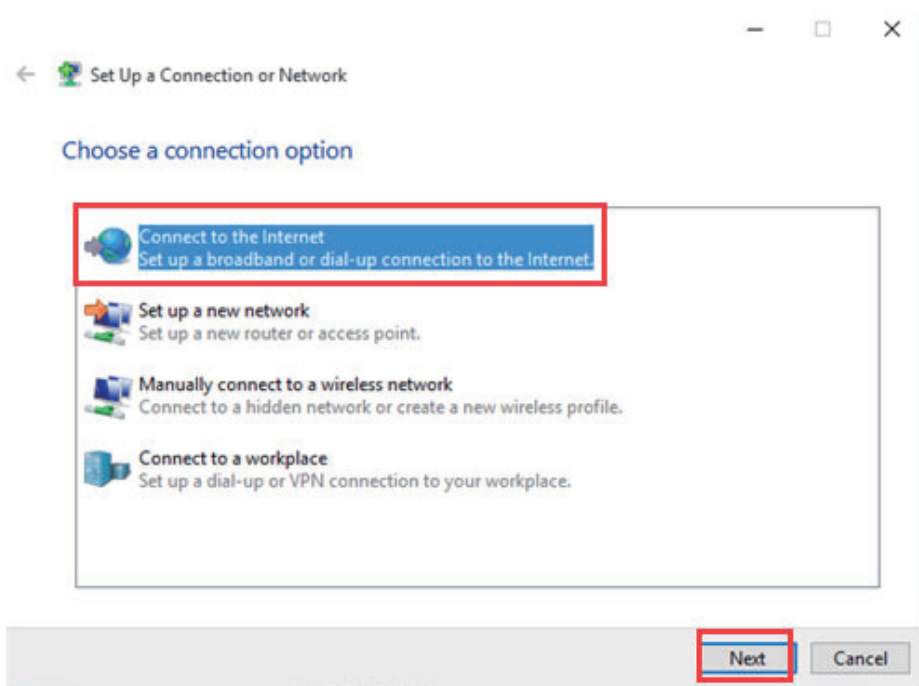 Set Up a Connection or Network
Choose a connection option
Connect to the Internet
Set up a broadband or dial-up connection to the Internet.
Set up a new network
Set up a new router or access point.
Manually connect to a wireless network
Connect to a hidden network or create a new wireless profile.
Connect to a workplace
Set up a dial-up or VPN connection to your workplace.
Next
Cancel